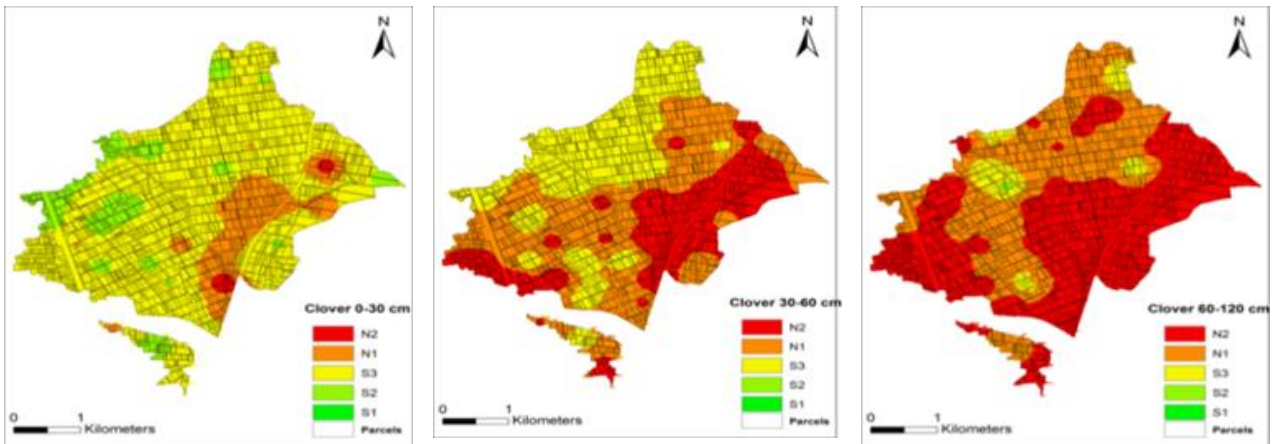 N
Clover 0-30 cm
N2
N1
S3
S2
S1
Parcels
0 1
Kilometers
N
Clover 30-60 cm
N2
N1
S3
S2
S1
Parcels
0 1
Kilometers
N
Clover 60-120 cm
N2
N1
S3
S2
S1
Parcels
0 1
Kilometers